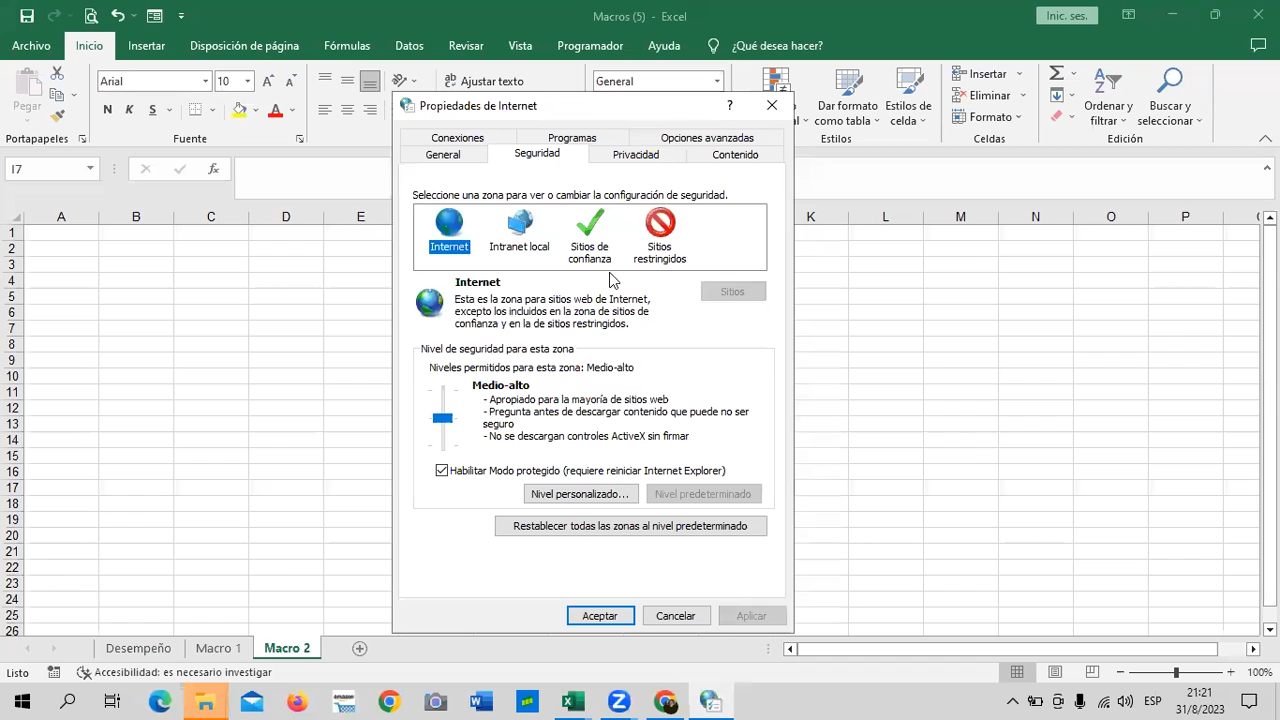 Macros (5) - Excel
Inic. ses.
Archivo Inicio Insertar Disposición de página Fórmulas Datos Revisar Vista Programador Ayuda ¿Qué desea hacer?
Pegar
Arial 10
N K S
Ajustar texto
General
Dar formato a condicional
Estilos de celda
Insertar
Eliminar
Formato
Ordenar y filtrar
Buscar y seleccionar
Portapapeles Fuente Estilos Celdas Edición
I7 fx
Propiedades de Internet
Conexiones Programas Opciones avanzadas
General Seguridad Privacidad Contenido
Seleccione una zona para ver o cambiar la configuración de seguridad.
Internet Intranet local Sitios de confianza Sitios restringidos
Internet
Sitios
Esta es la zona para sitios web de Internet,
excepto los incluidos en la zona de sitios de
confianza y en la de sitios restringidos.
Nivel de seguridad para esta zona
Niveles permitidos para esta zona: Medio-alto
Medio-alto
- Apropiado para la mayoría de sitios web
- Pregunta antes de descargar contenido que puede no ser
seguro
- No se descargan controles ActiveX sin firmar
Habilitar Modo protegido (requiere reiniciar Internet Explorer)
Nivel personalizado... Nivel predeterminado
Restablecer todas las zonas al nivel predeterminado
Aceptar Cancelar Aplicar
A B C D E K L M N O P
1
2
3
4
5
6
7
8
9
10
11
12
13
14
15
16
17
18
19
20
21
22
23
24
25
26
Desempeño Macro 1 Macro 2
Listo Accesibilidad: es necesario investigar 100%
amazon
ESP
21:21
31/8/2023